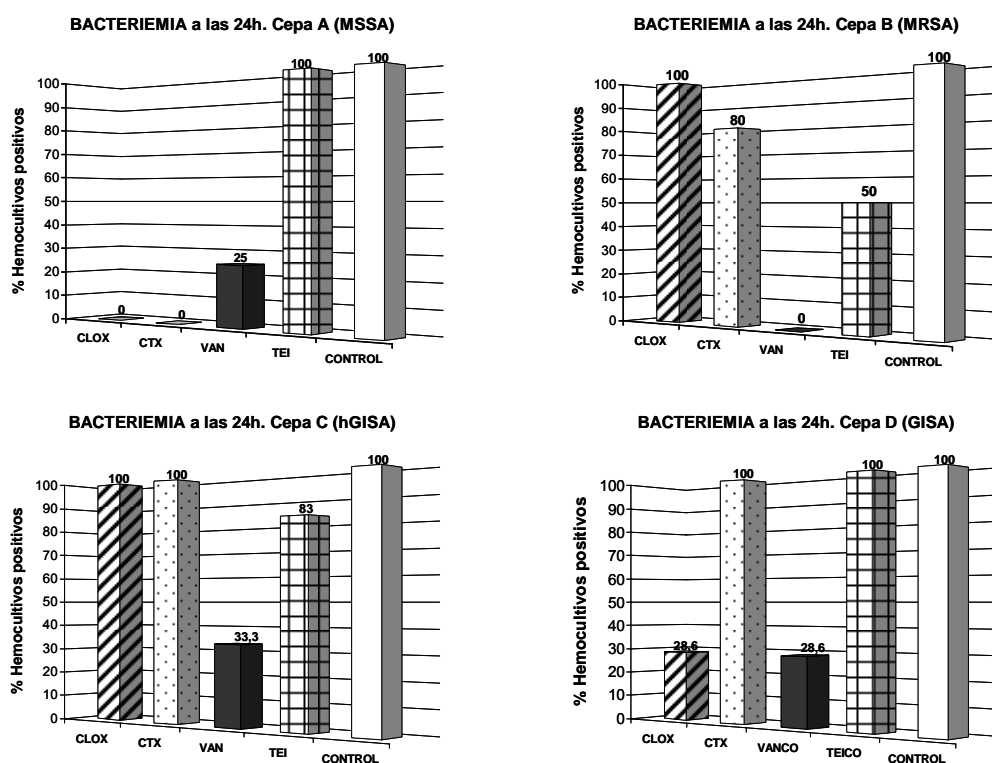 BACTERIEMIA a las 24h. Cepa A (MSSA)
% Hemocultivos positivos
100
90
80
70
60
50
40
30
20
10
0
0
0
25
100
100
CLOX
CTX
VAN
TEI
CONTROL
BACTERIEMIA a las 24h. Cepa B (MRSA)
% Hemocultivos positivos
100
90
80
70
60
50
40
30
20
10
0
100
80
0
50
100
CLOX
CTX
VAN
TEI
CONTROL
BACTERIEMIA a las 24h. Cepa C (hGISA)
% Hemocultivos positivos
100
90
80
70
60
50
40
30
20
10
0
100
100
33,3
83
100
CLOX
CTX
VAN
TEI
CONTROL
BACTERIEMIA a las 24h. Cepa D (GISA)
% Hemocultivos positivos
100
90
80
70
60
50
40
30
20
10
0
28,6
100
28,6
100
100
CLOX
CTX
VANCO
TEICO
CONTROL